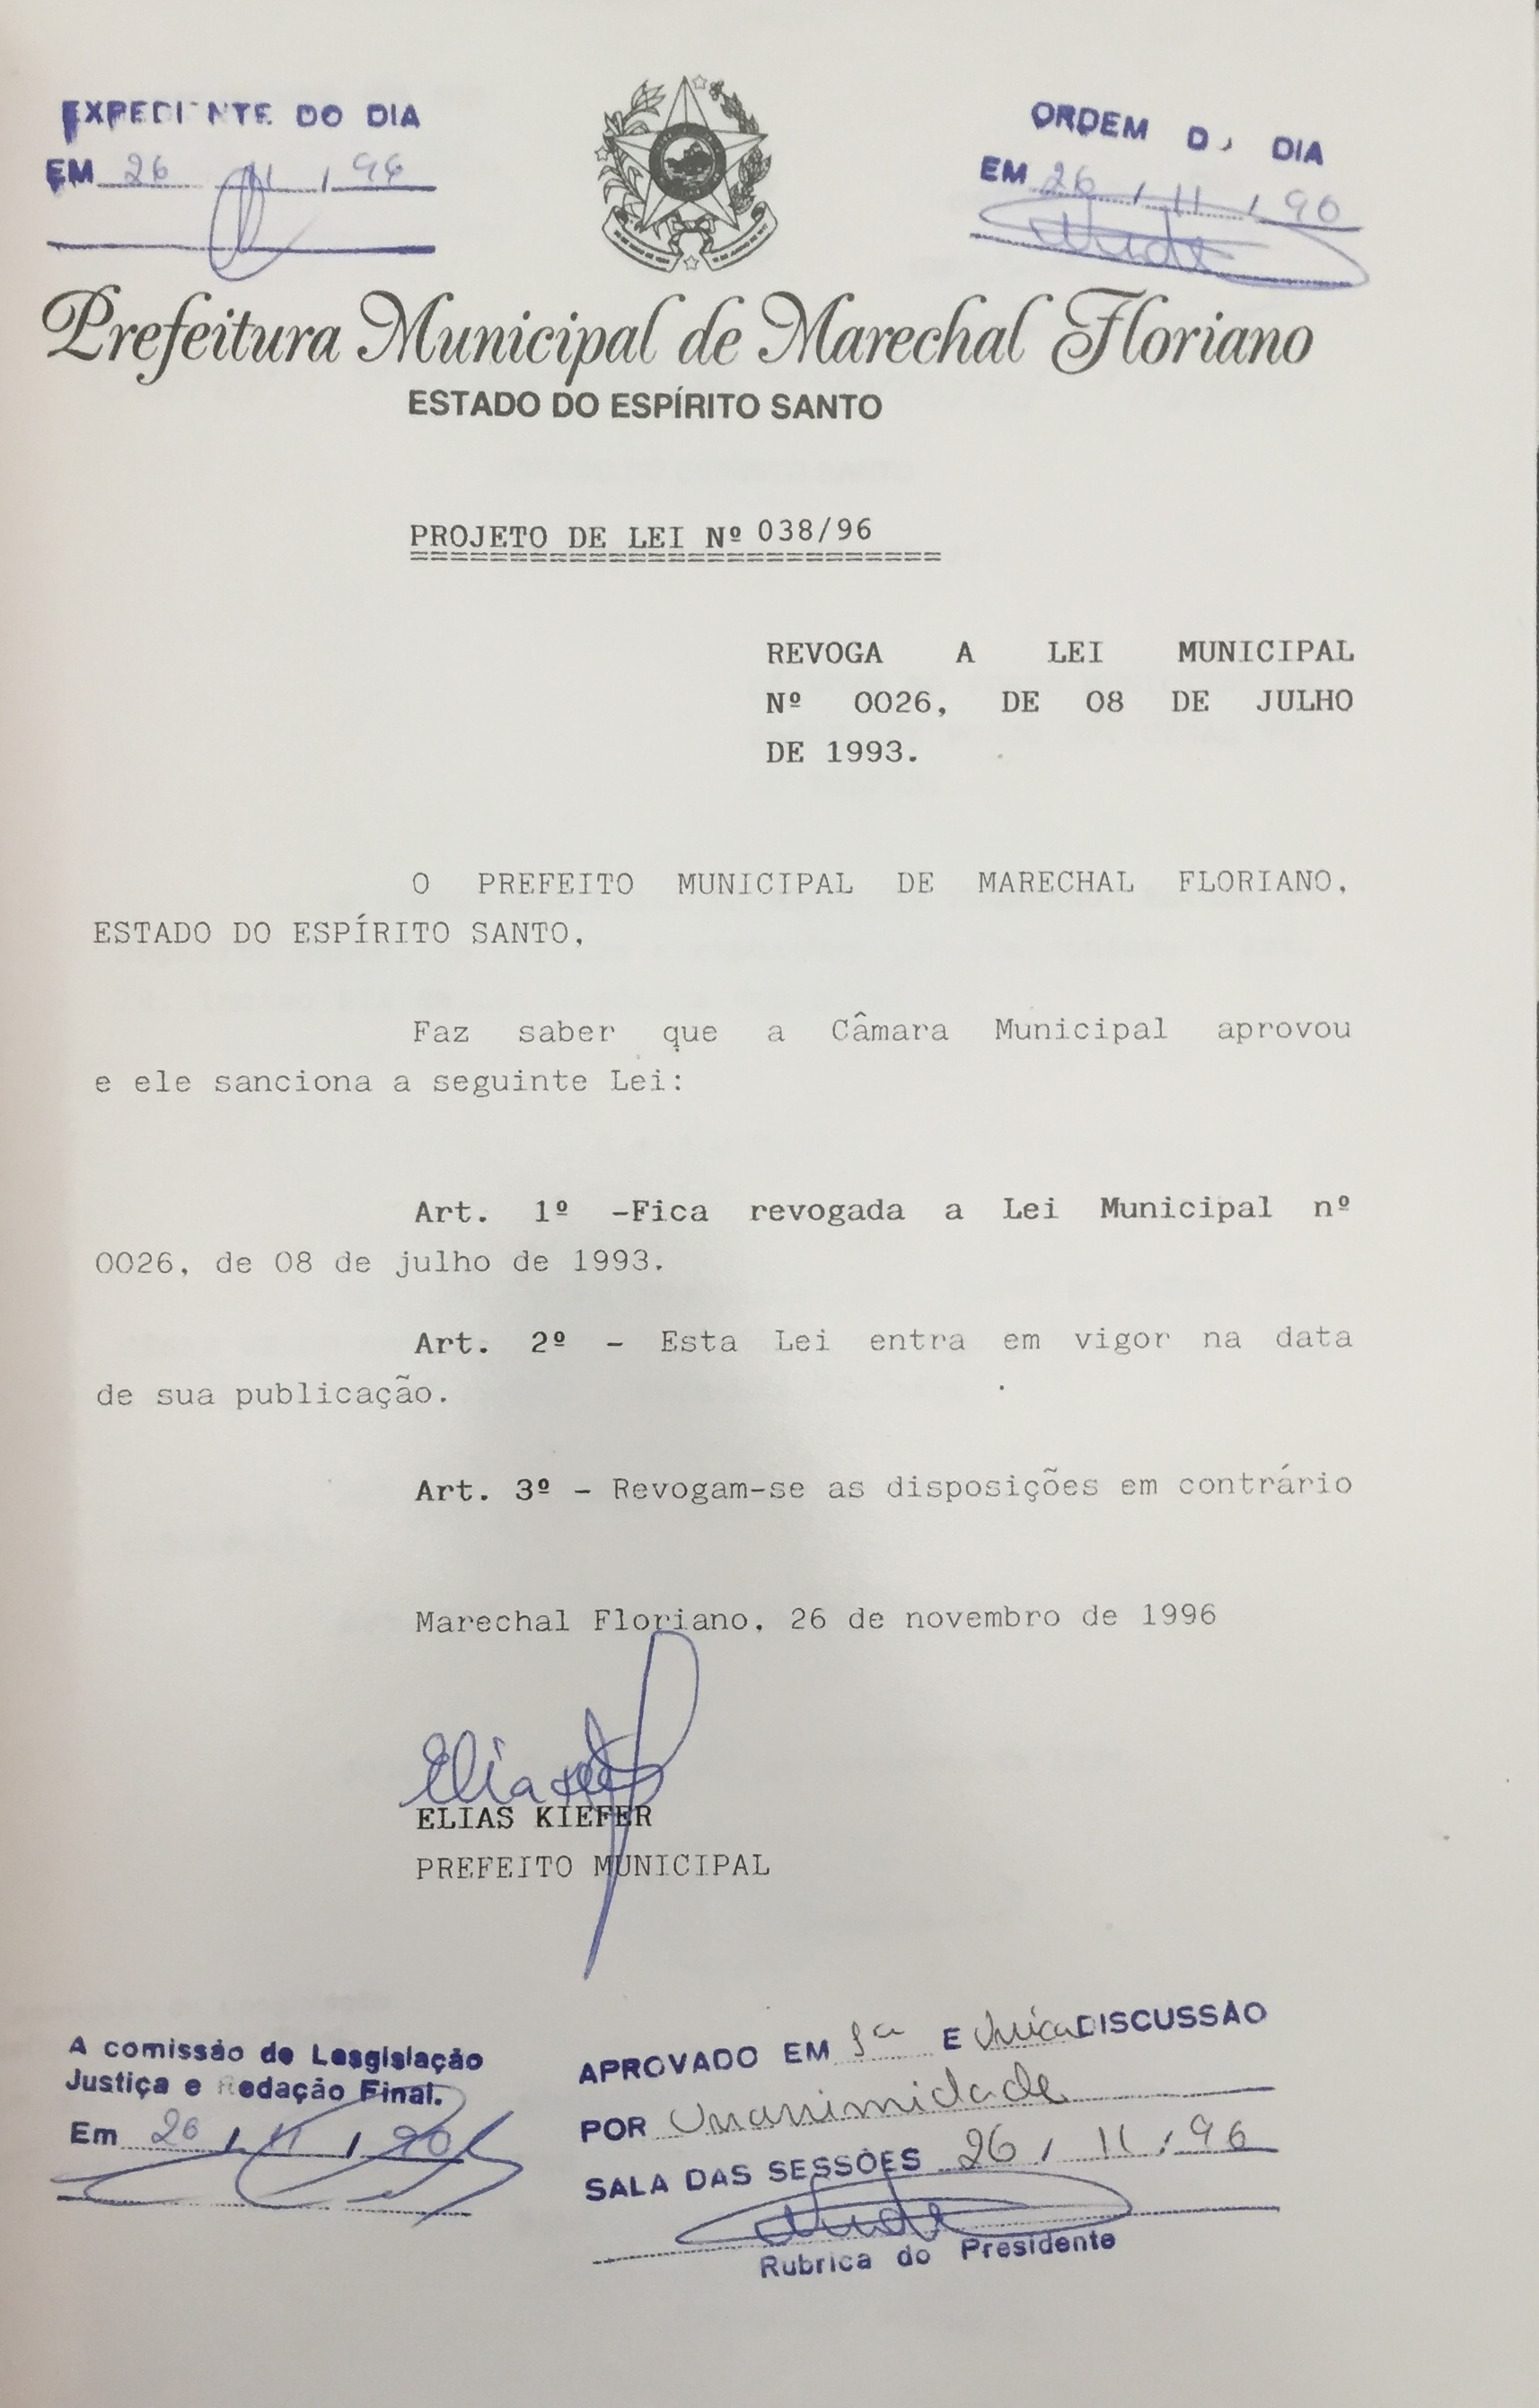 EXPEDIENTE DO DIA
EM 26 / 11 / 96
ORDEM DO DIA
EM 26 / 11 / 96
Prefeitura Municipal de Marechal Floriano
ESTADO DO ESPÍRITO SANTO
PROJETO DE LEI Nº 038/96
===========================
REVOGA A LEI MUNICIPAL
Nº 0026, DE 08 DE JULHO
DE 1993.
O PREFEITO MUNICIPAL DE MARECHAL FLORIANO,
ESTADO DO ESPÍRITO SANTO,
Faz saber que a Câmara Municipal aprovou
e ele sanciona a seguinte Lei:
Art. 1º -Fica revogada a Lei Municipal nº
0026, de 08 de julho de 1993.
Art. 2º - Esta Lei entra em vigor na data
de sua publicação.
Art. 3º - Revogam-se as disposições em contrário
Marechal Floriano, 26 de novembro de 1996
ELIAS KIEFER
PREFEITO MUNICIPAL
A comissão de Lesgislação
Justiça e Redação Final.
Em 26 / 11 / 96
APROVADO EM 1ª E Única DISCUSSÃO
POR Unanimidade
SALA DAS SESSÕES 26 / 11 / 96
Rubrica do Presidente